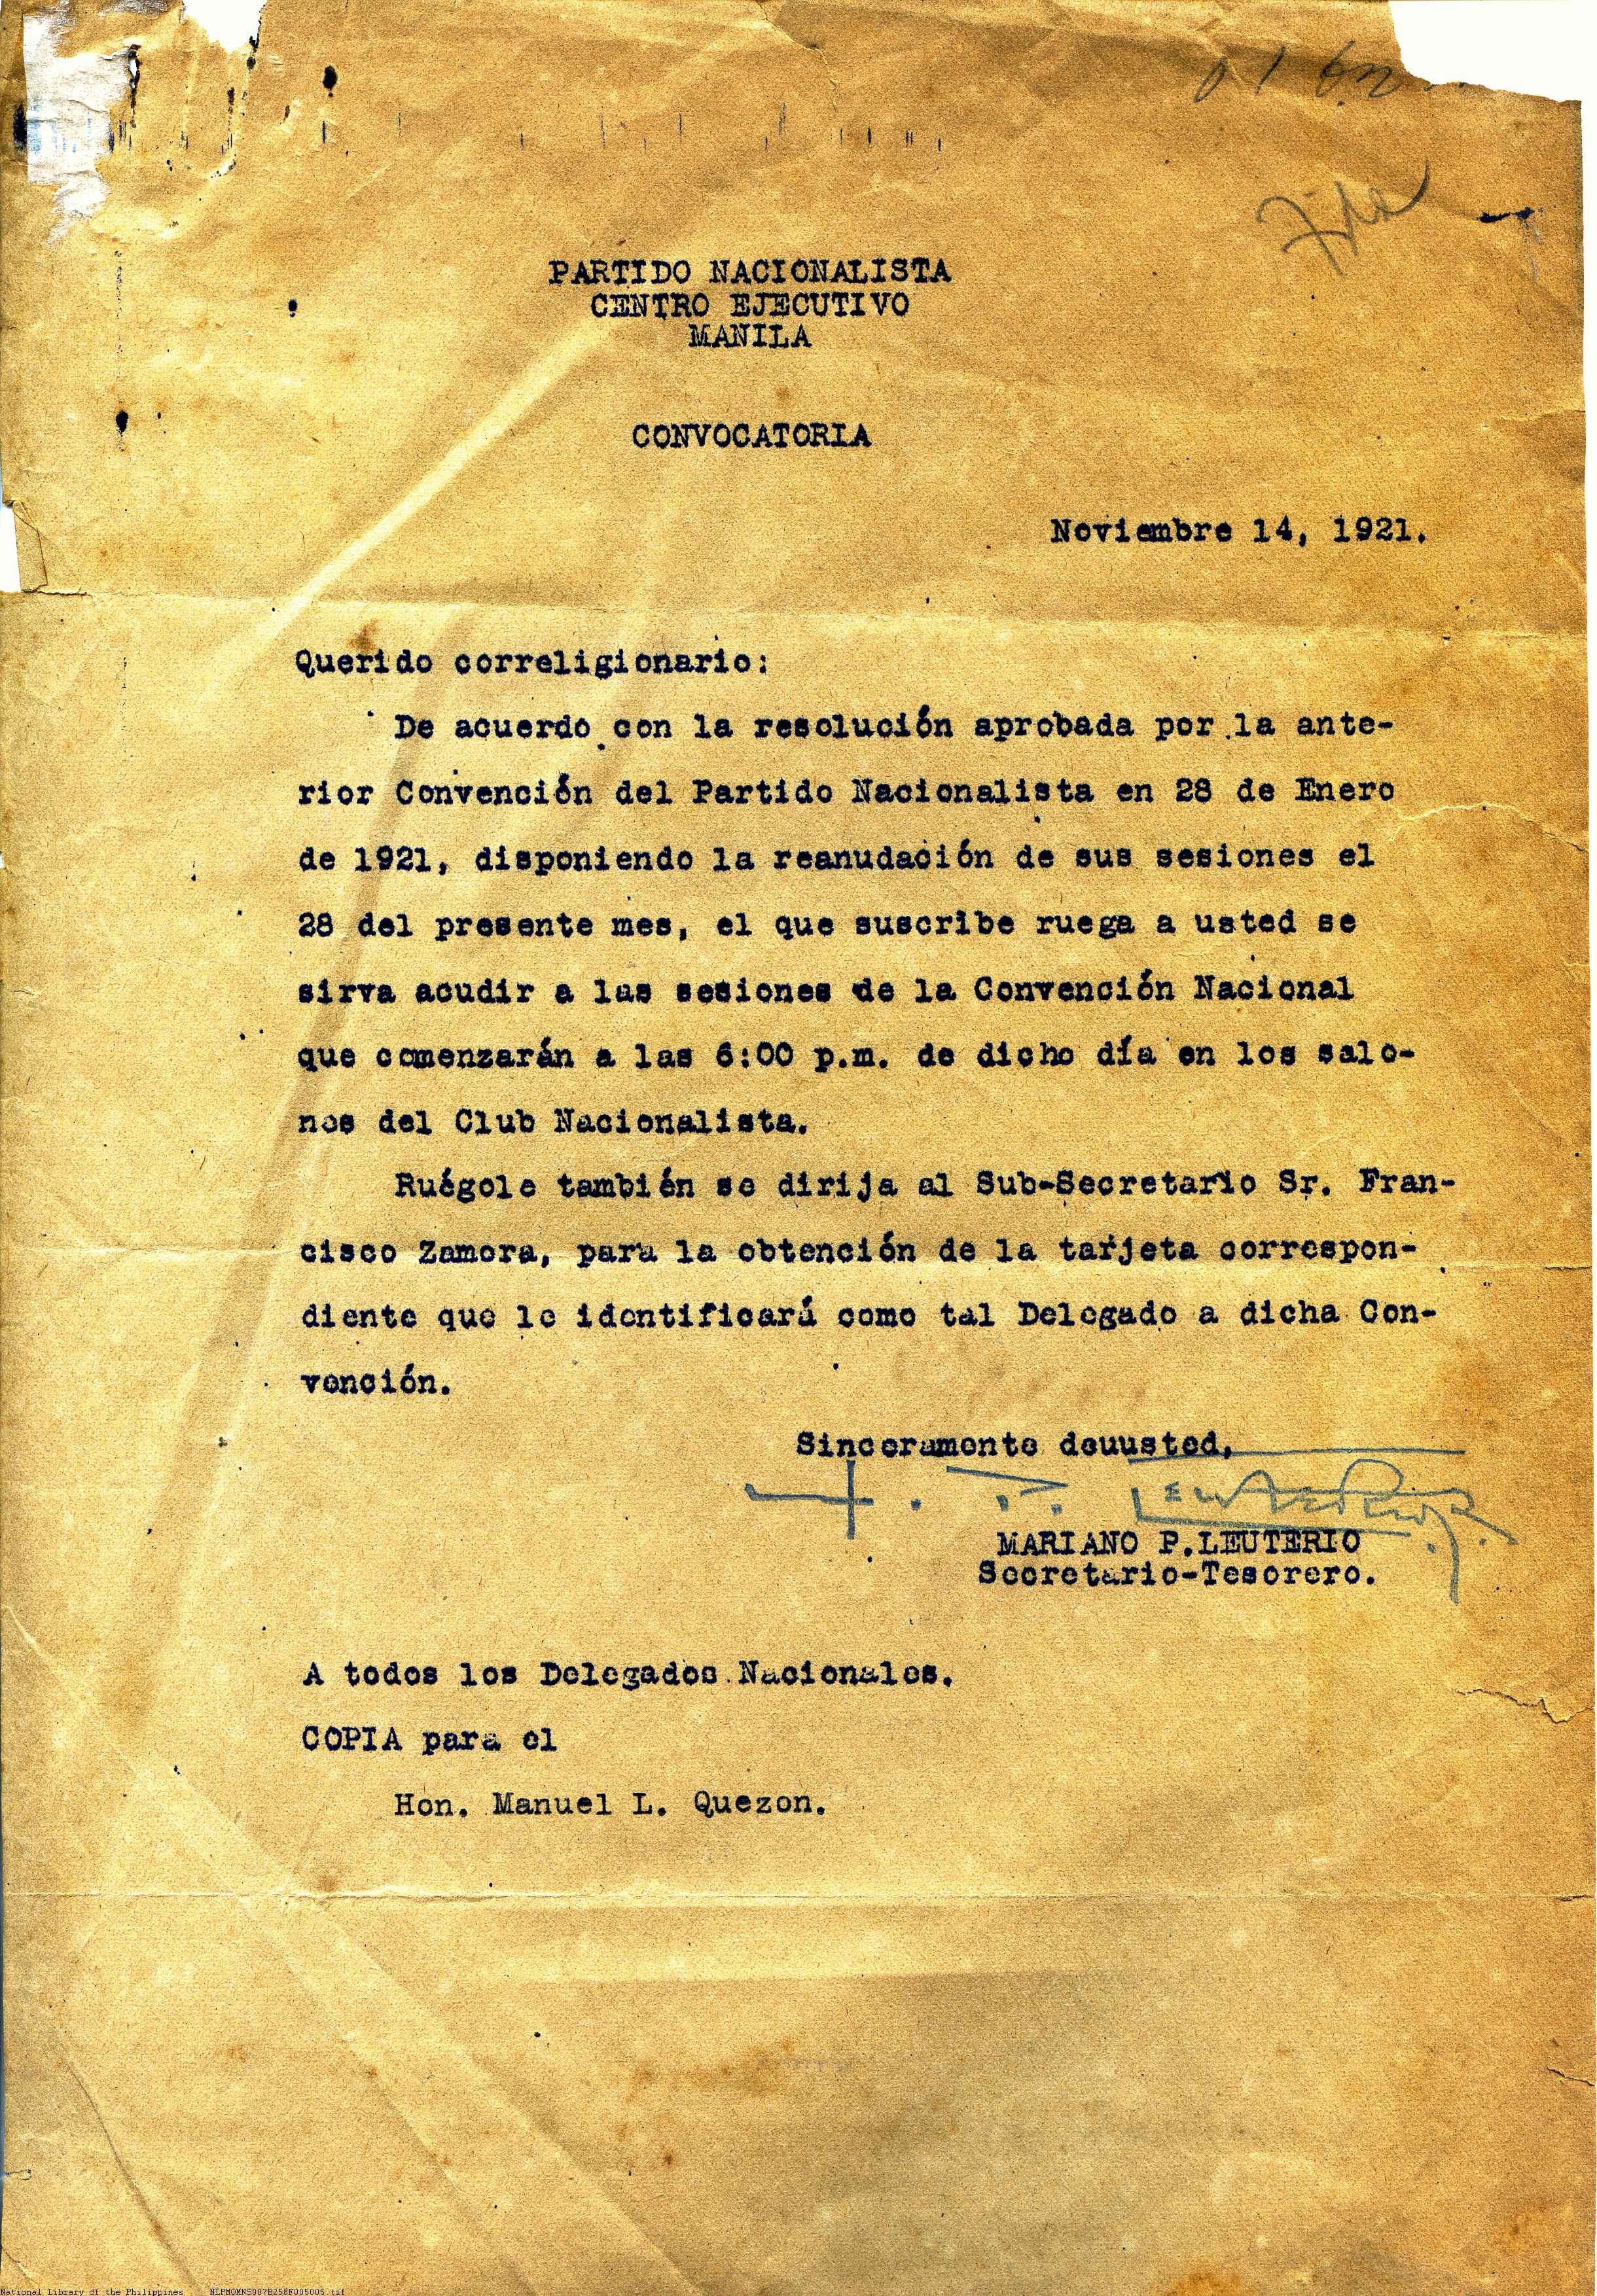 File
PARTIDO NACIONALISTA
CENTRO EJECUTIVO
MANILA
CONVOCATORIA
Noviembre 14, 1921.
Querido correligionario:
De acuerdo con la resolución aprobada por la ante-
rior Convención del Partido Nacionalista en 28 de Enero
de 1921, disponiendo la reanudación de sus sesiones el
28 del presente mes, el que suscribe ruega a usted se
sirva acudir a las sesiones de la Convención Nacional
que comenzarán a las 6:00 p.m. de dicho día en los salo-
nes del Club Nacionalista.
Ruégole también se dirija al Sub-Secretario Sr. Fran-
cisco Zamora, para la obtención de la tarjeta correspon-
diente que le identificará como tal Delegado a dicha Con-
vención.
Sinceramente deuusted,
MARIANO P.LEUTERIO
Secretario-Tesorero.
A todos los Delegados Nacionales.
COPIA para el
Hon. Manuel L. Quezon.
National Library of the Philippines NLPMQMNS007B258F005005.tif